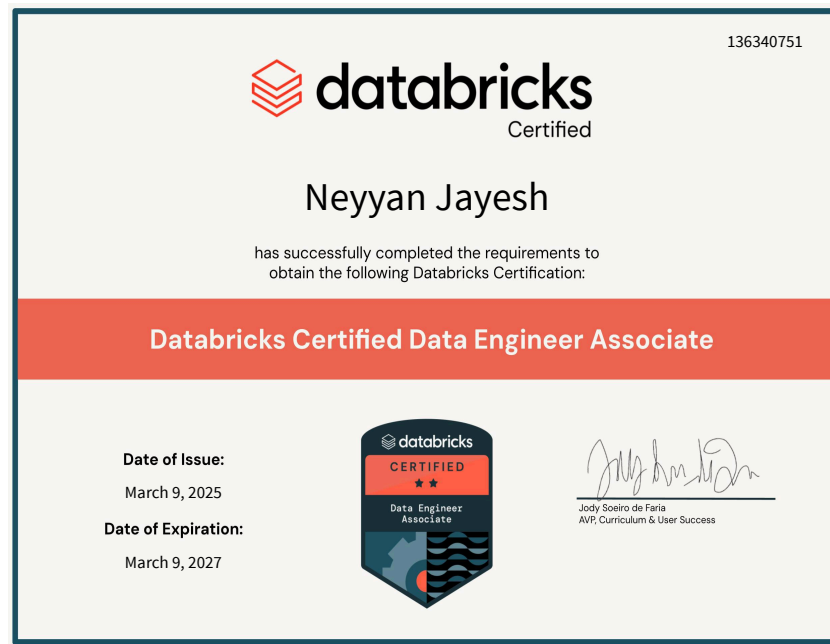 136340751
databricks
Certified
Neyyan Jayesh
has successfully completed the requirements to
obtain the following Databricks Certification:
Databricks Certified Data Engineer Associate
Date of Issue:
March 9, 2025
Date of Expiration:
March 9, 2027
databricks
CERTIFIED
Data Engineer
Associate
Jody Soeiro de Faria
AVP, Curriculum & User Success